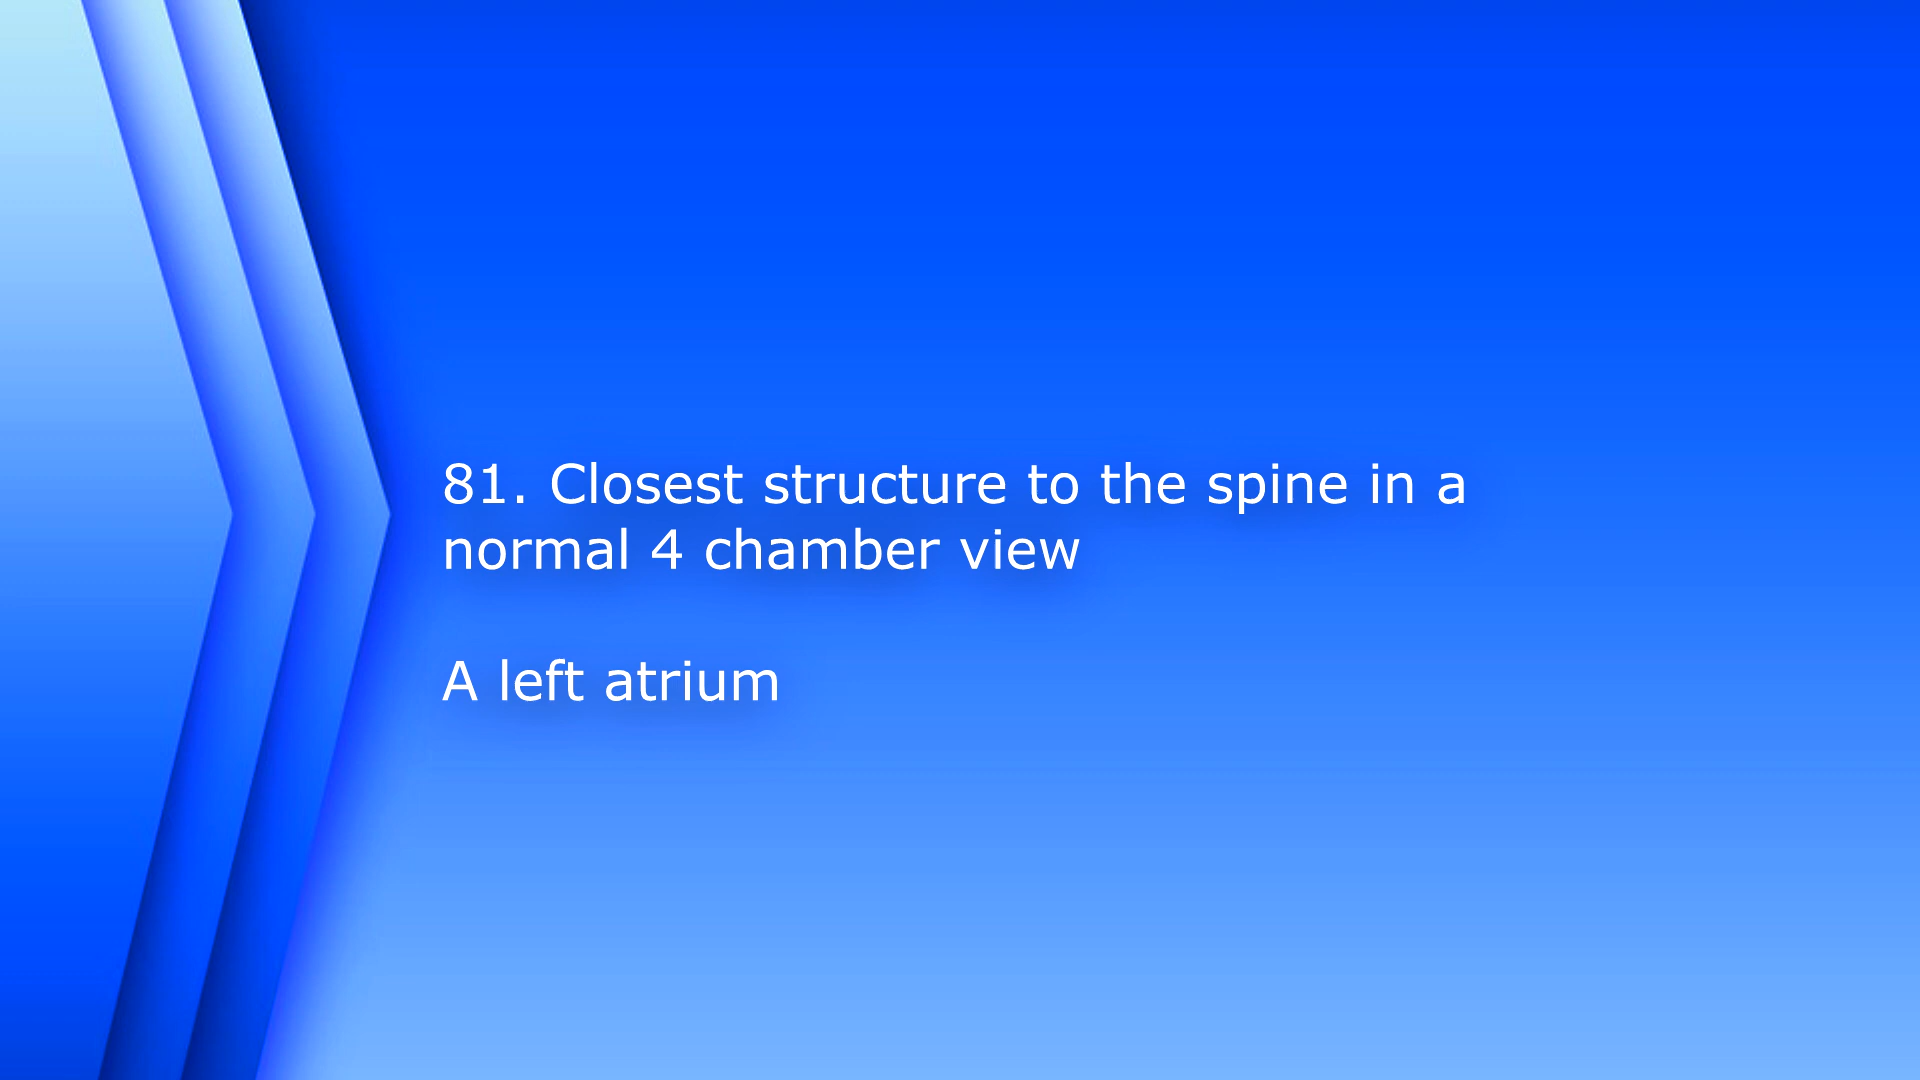 81. Closest structure to the spine in a
normal 4 chamber view
A left atrium